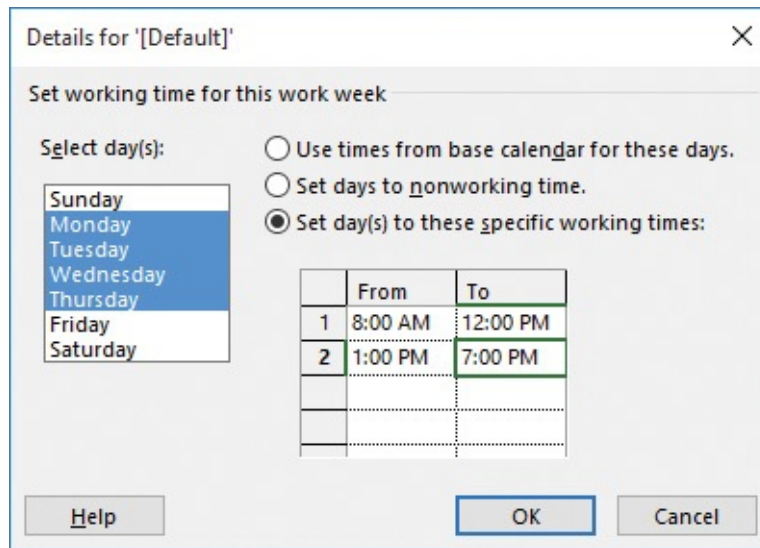 Details for '[Default]'
Set working time for this work week
Select day(s):
Sunday
Monday
Tuesday
Wednesday
Thursday
Friday
Saturday
Use times from base calendar for these days.
Set days to nonworking time.
Set day(s) to these specific working times:
From To
1 8:00 AM 12:00 PM
2 1:00 PM 7:00 PM
Help OK Cancel